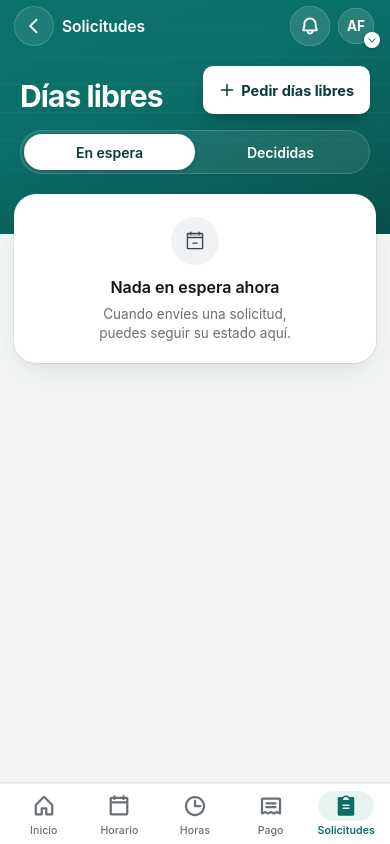 Solicitudes
AF
Días libres
Pedir días libres
En espera
Decididas
Nada en espera ahora
Cuando envíes una solicitud,
puedes seguir su estado aquí.
Inicio
Horario
Horas
Pago
Solicitudes